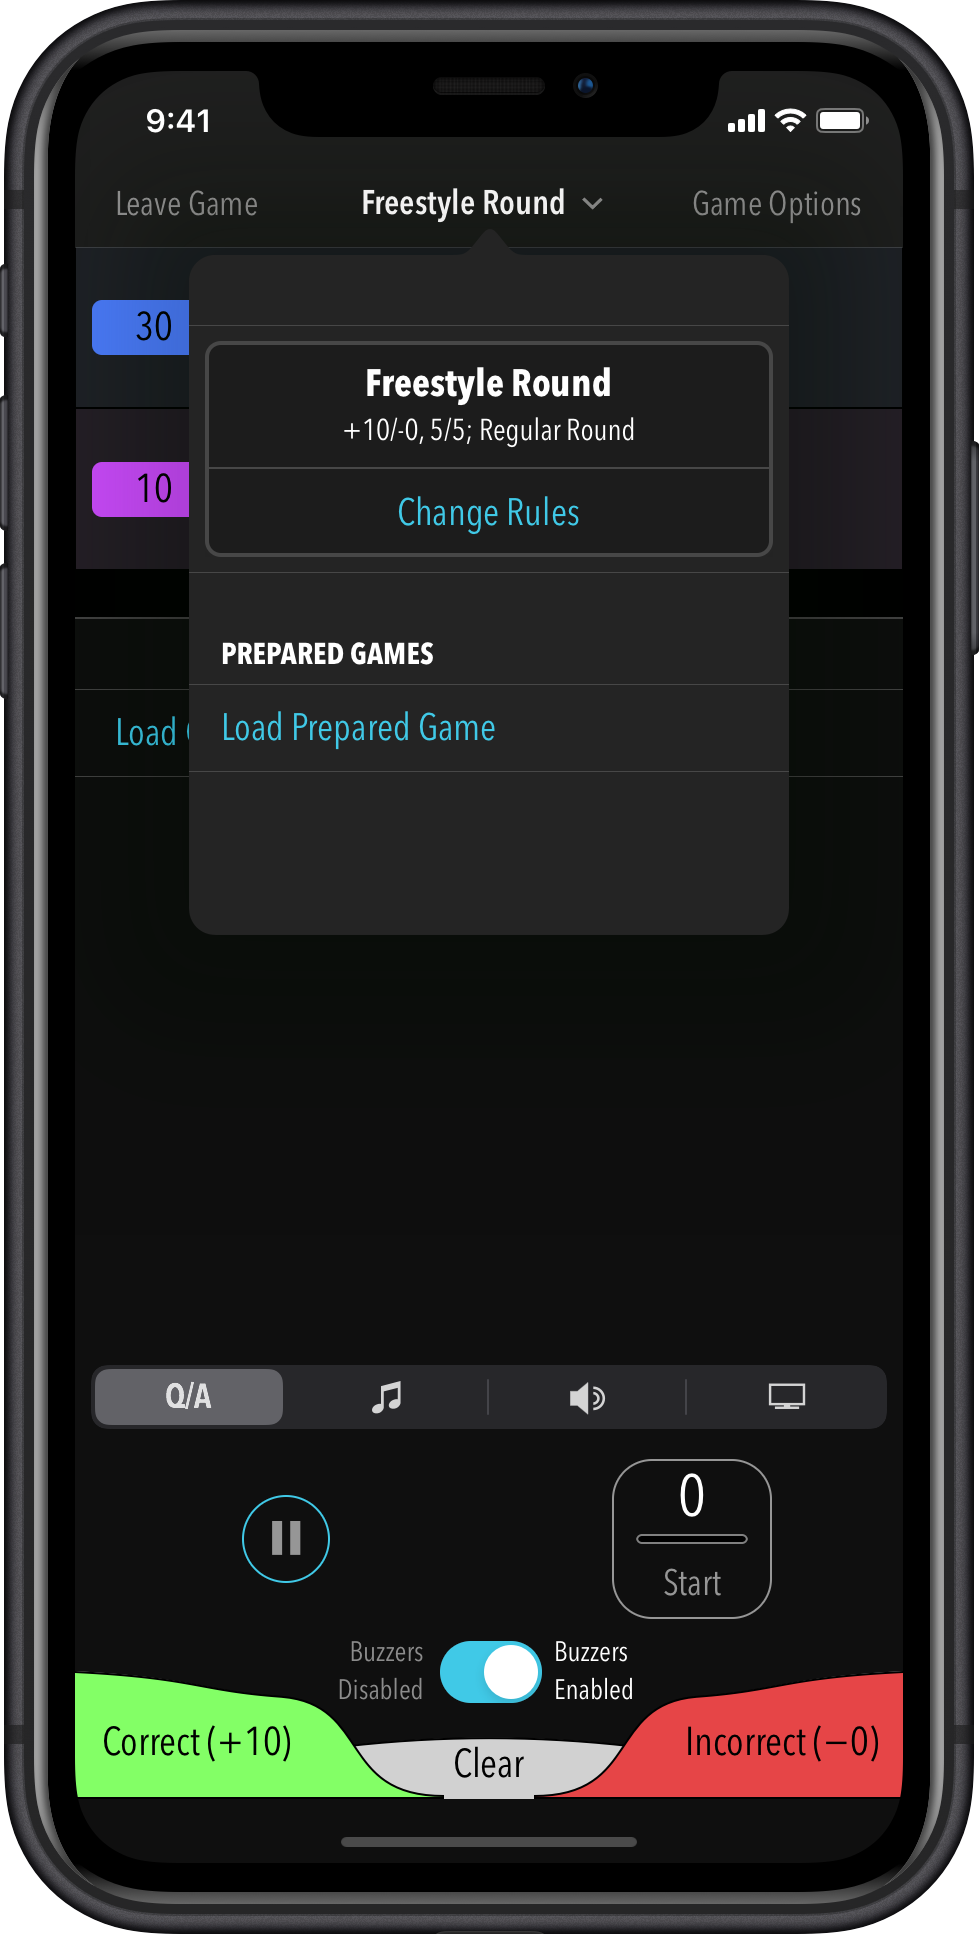 9:41
Leave Game
Freestyle Round
Game Options
30
10
Freestyle Round
+10/-0, 5/5; Regular Round
Change Rules
PREPARED GAMES
Load Prepared Game
Load
Q/A
0
Start
Buzzers
Disabled
Buzzers
Enabled
Correct (+10)
Clear
Incorrect (−0)